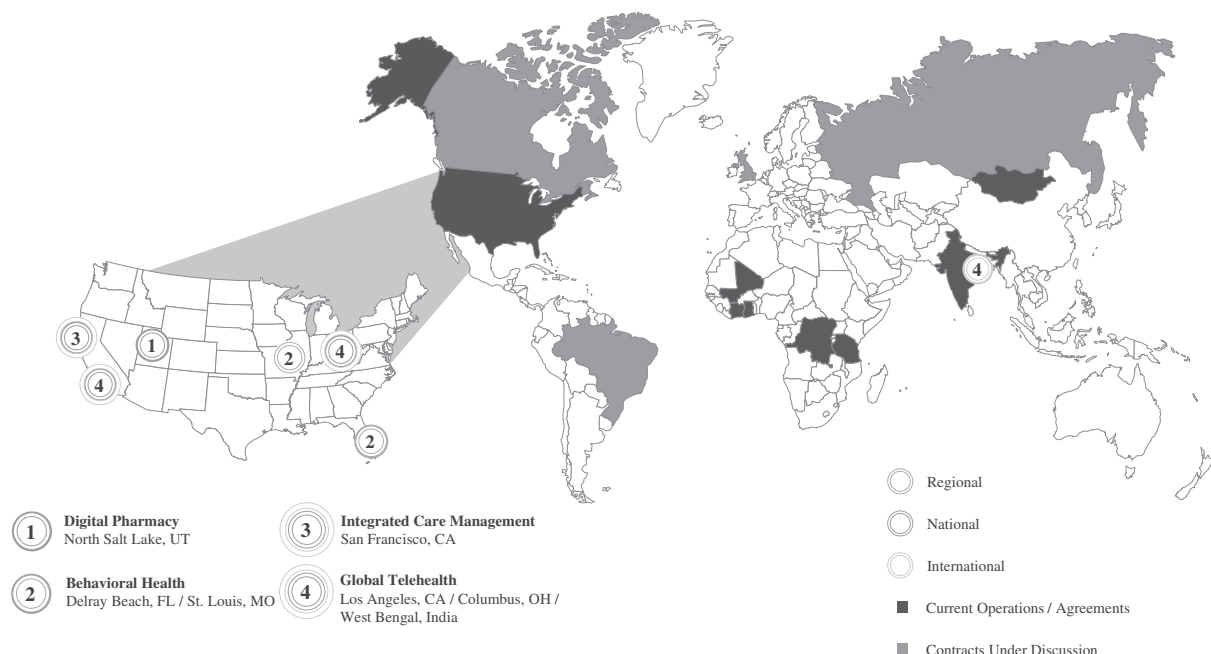 4
3
1
2
4
4
2
Regional
National
International
Current Operations / Agreements
Contracts Under Discussion
1
Digital Pharmacy
North Salt Lake, UT
2
Behavioral Health
Delray Beach, FL / St. Louis, MO
3
Integrated Care Management
San Francisco, CA
4
Global Telehealth
Los Angeles, CA / Columbus, OH /
West Bengal, India